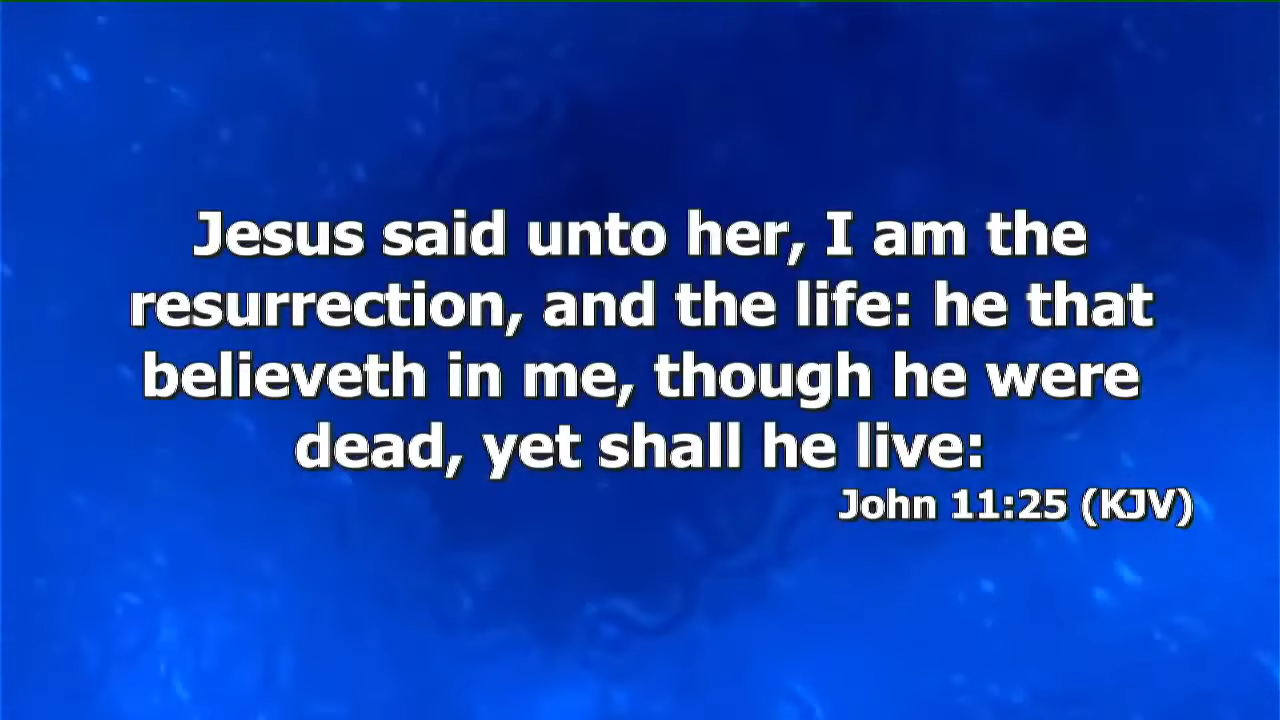 Jesus said unto her, I am the
resurrection, and the life: he that
believeth in me, though he were
dead, yet shall he live:
John 11:25 (KJV)